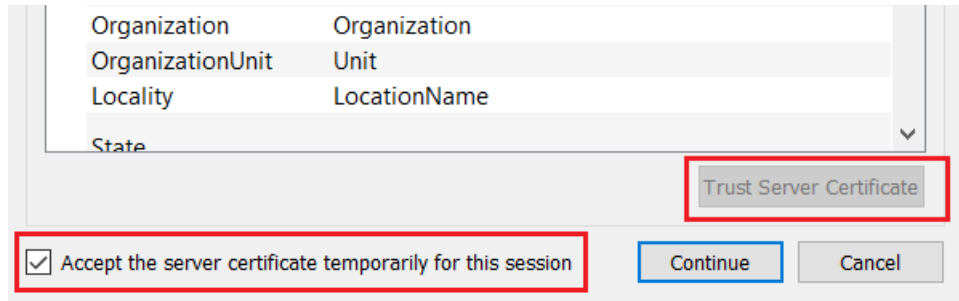 Organization Organization
OrganizationUnit Unit
Locality LocationName
State
Trust Server Certificate
Accept the server certificate temporarily for this session Continue Cancel